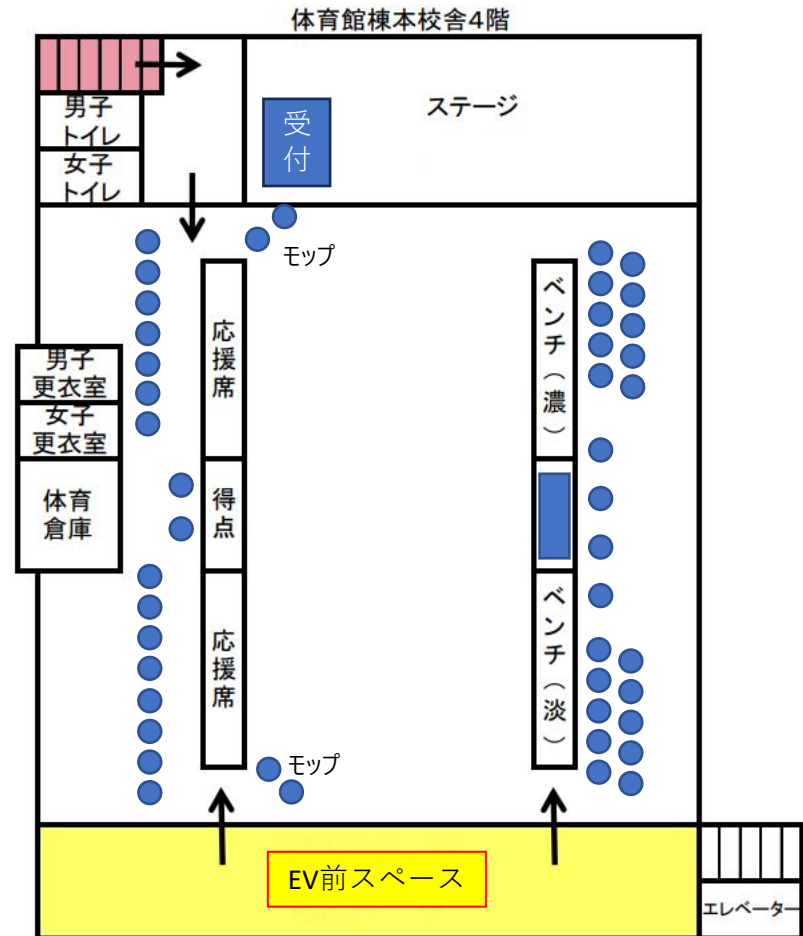 体育館棟本校舎4階
男子
トイレ
女子
トイレ
受
付
ステージ
モップ
応
援
席
ベ
ン
チ
（
濃
）
男子
更衣室
女子
更衣室
体育
倉庫
得
点
応
援
席
ベ
ン
チ
（
淡
）
モップ
EV前スペース
エレベーター